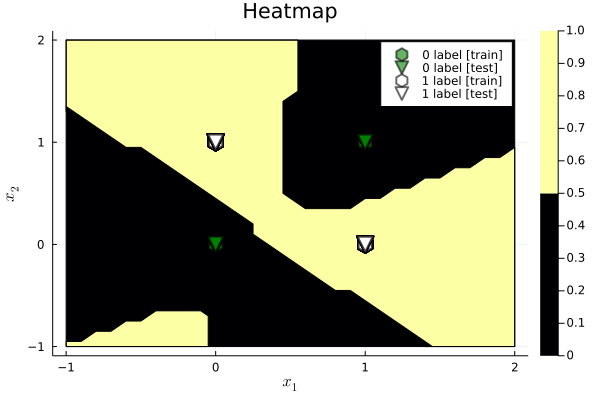 Heatmap
2
1
0
−1
x2
−1
0
1
2
x1
0 label [train]
0 label [test]
1 label [train]
1 label [test]
1.0
0.9
0.8
0.7
0.6
0.5
0.4
0.3
0.2
0.1
0